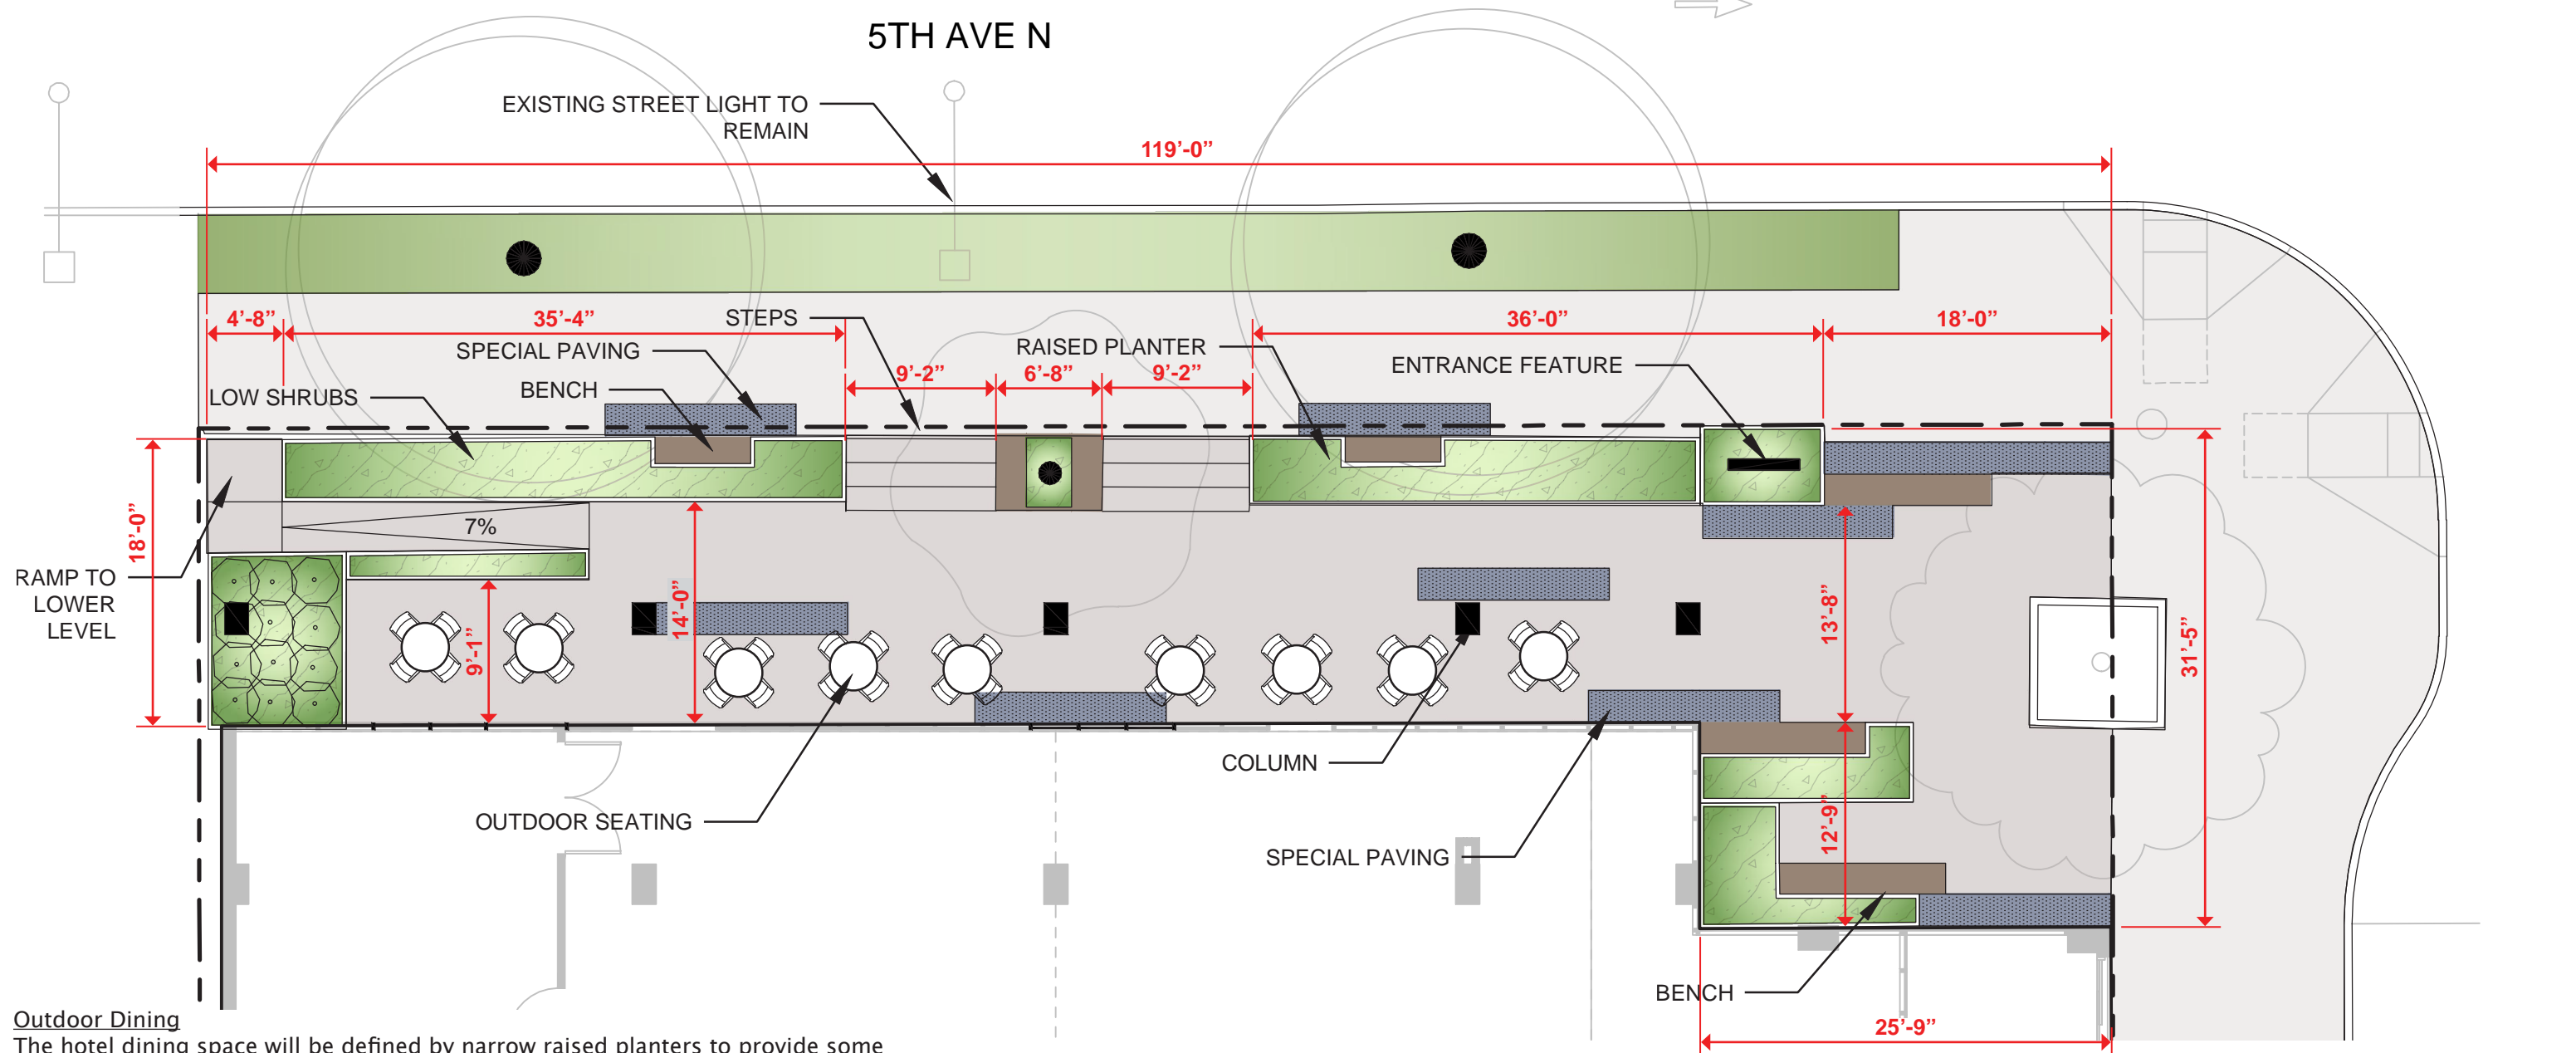 5TH AVE N
EXISTING STREET LIGHT TO
REMAIN
119'-0”
4'-8”
35'-4”
STEPS
36'-0”
18'-0”
SPECIAL PAVING
RAISED PLANTER
ENTRANCE FEATURE
9'-2”
6'-8”
9'-2”
BENCH
LOW SHRUBS
18'-0”
7%
RAMP TO
LOWER
LEVEL
9'-1”
14'-0”
13'-8”
31'-5”
COLUMN
OUTDOOR SEATING
12'-9”
SPECIAL PAVING
BENCH
25'-9”
Outdoor Dining
The hotel dining space will be defined by narrow raised planters to provide some